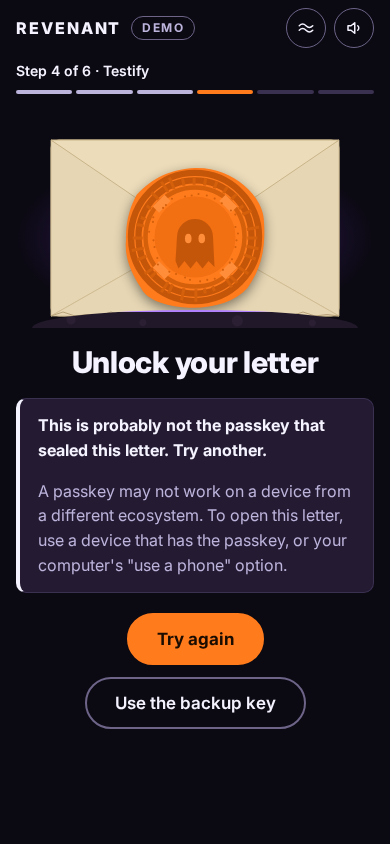 REVENANT DEMO
Step 4 of 6 · Testify
Unlock your letter
This is probably not the passkey that
sealed this letter. Try another.
A passkey may not work on a device from
a different ecosystem. To open this letter,
use a device that has the passkey, or your
computer's "use a phone" option.
Try again
Use the backup key